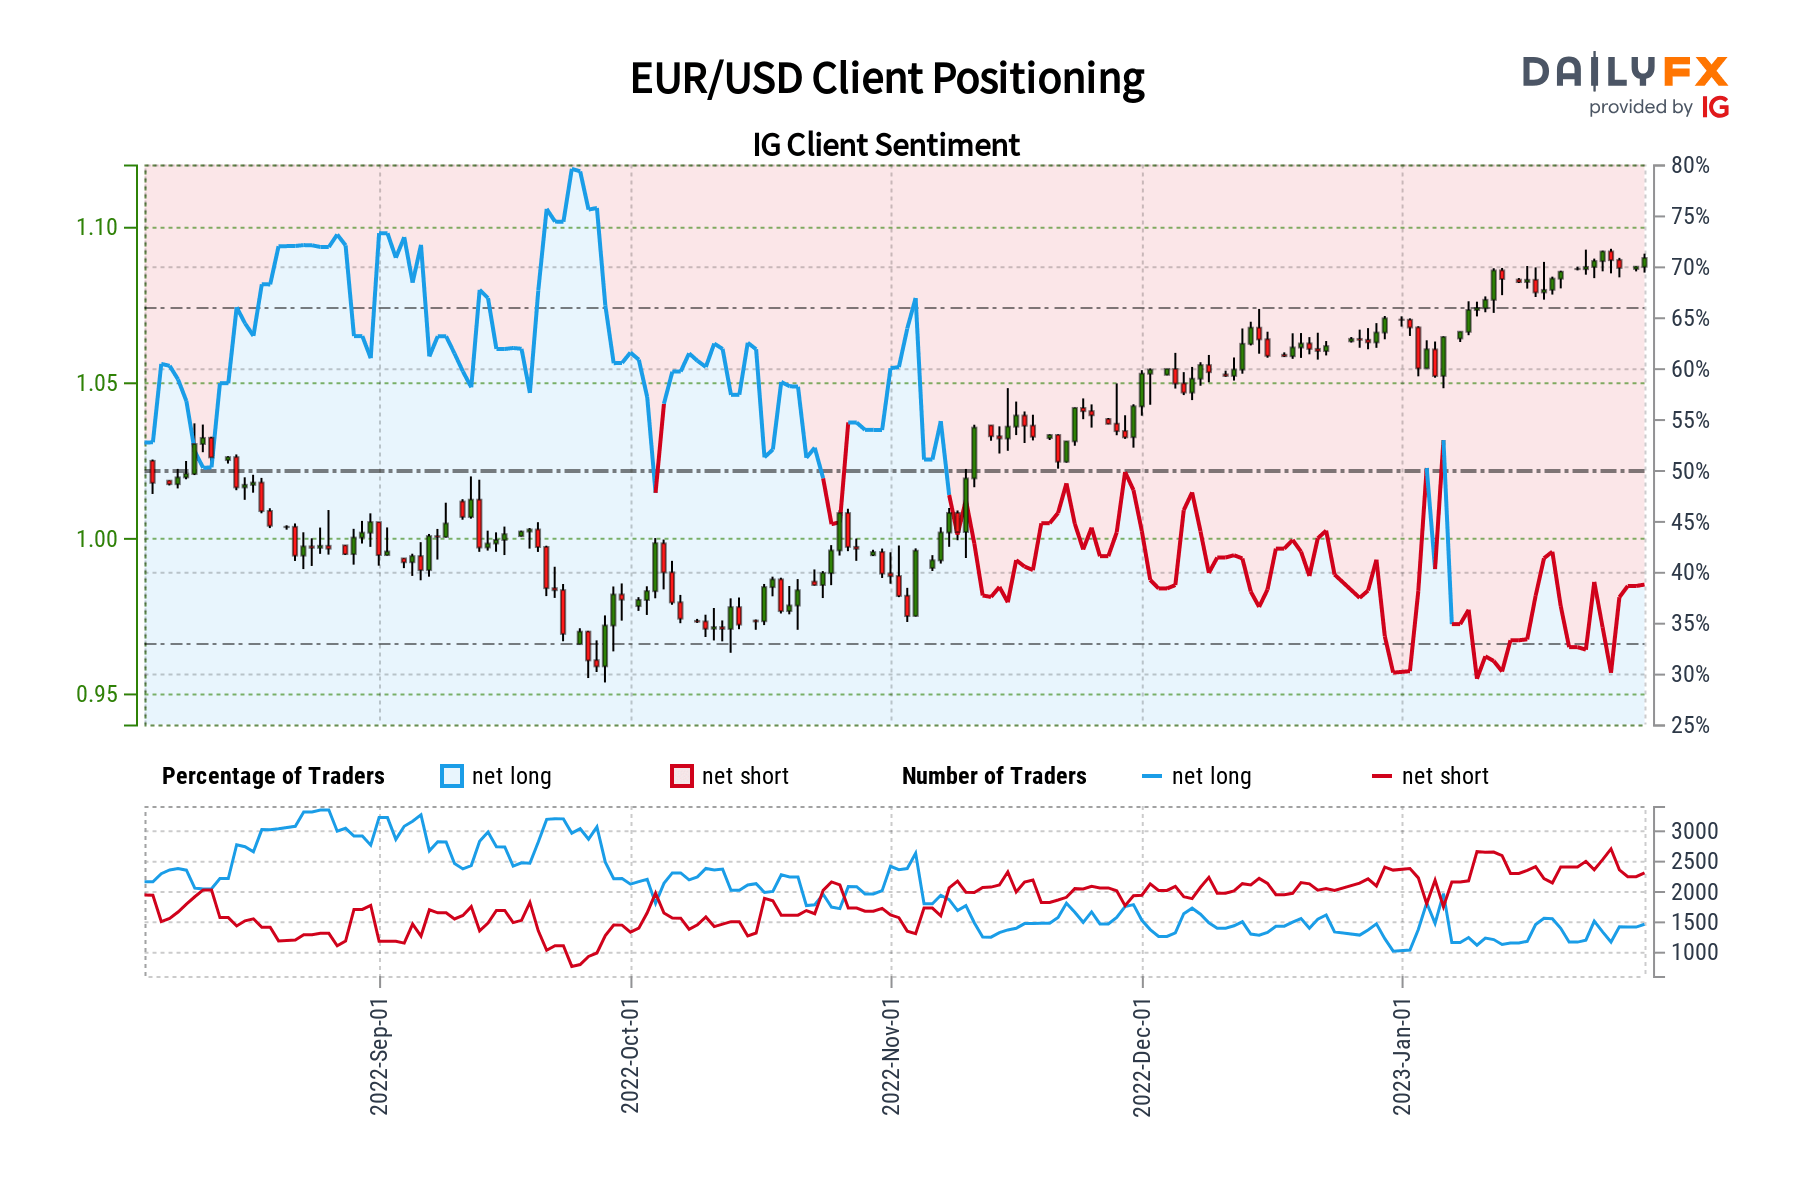 EUR/USD Client Positioning
DAILYFX
provided by IG
IG Client Sentiment
1.10
1.05
1.00
0.95
80%
75%
70%
65%
60%
55%
50%
45%
40%
35%
30%
25%
Percentage of Traders
net long
net short
Number of Traders
net long
net short
3000
2500
2000
1500
1000
2022-Sep-01
2022-Oct-01
2022-Nov-01
2022-Dec-01
2023-Jan-01